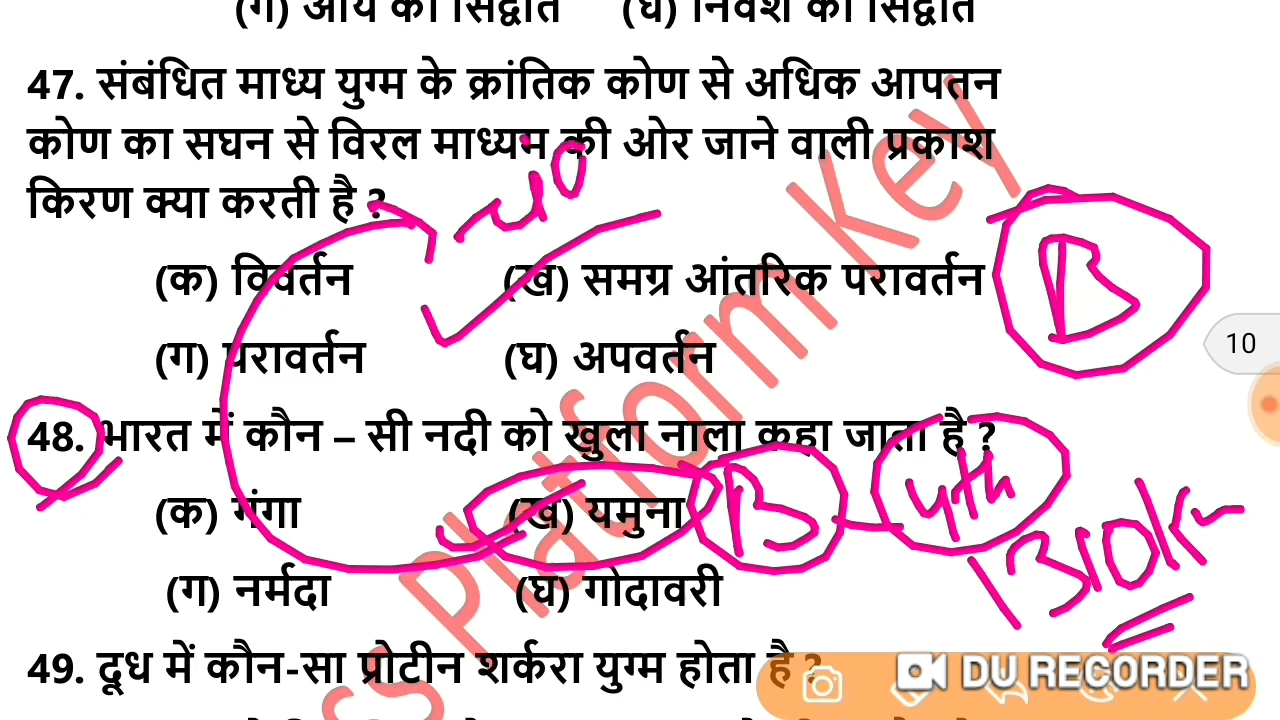 (ग) आय का सिद्धांत (घ) निवेश का सिद्धांत
47. संबंधित माध्य युग्म के क्रांतिक कोण से अधिक आपतन
कोण का सघन से विरल माध्यम की ओर जाने वाली प्रकाश
किरण क्या करती है ?
(क) विवर्तन (ख) समग्र आंतरिक परावर्तन
B
10
(ग) परावर्तन (घ) अपवर्तन
48. भारत में कौन – सी नदी को खुला नाला कहा जाता है ?
(क) गंगा (ख) यमुना B 4th
(ग) नर्मदा (घ) गोदावरी
49. दूध में कौन-सा प्रोटीन शर्करा युग्म होता है ?
DU RECORDER
Platform Key